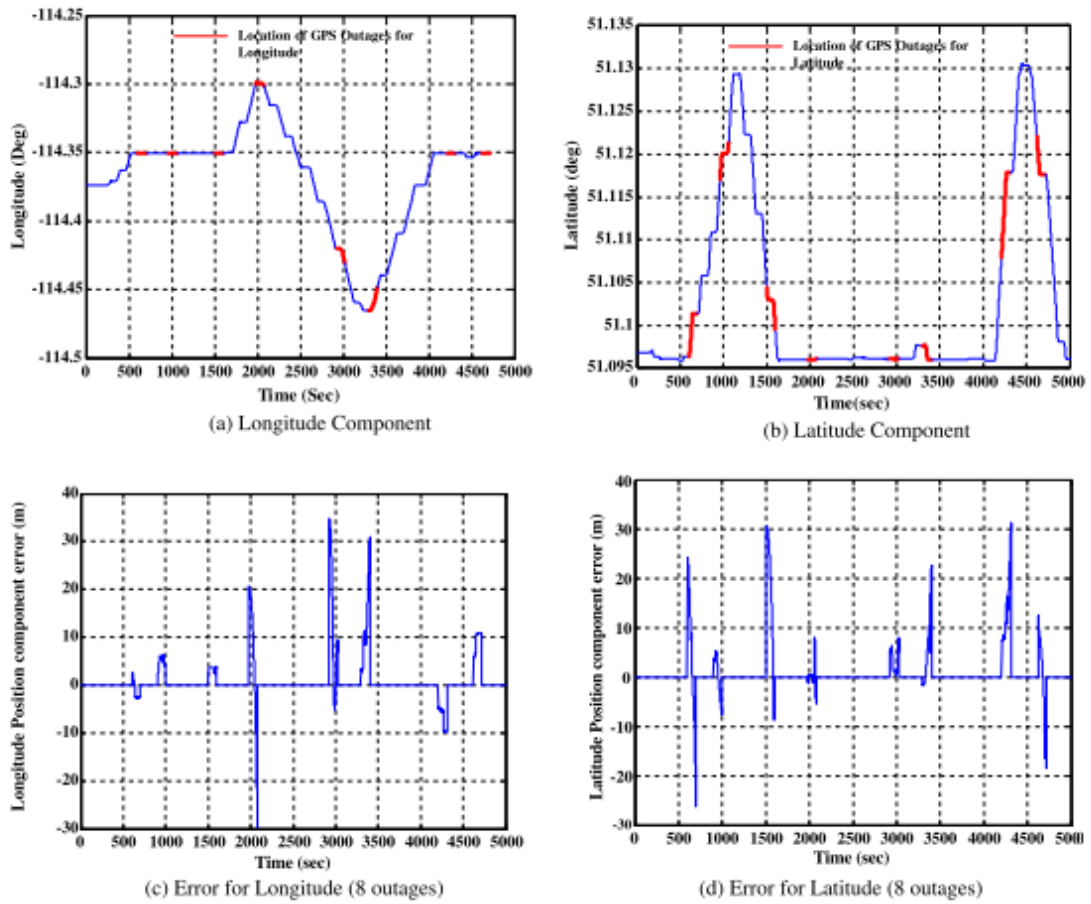 -114.25
-114.3
-114.35
-114.4
-114.45
-114.5
Longitude (Deg)
Location of GPS Outages for
Longitude
0 500 1000 1500 2000 2500 3000 3500 4000 4500 5000
Time (Sec)
(a) Longitude Component
51.135
51.13
51.125
51.12
51.115
51.11
51.105
51.1
51.095
Latitude (deg)
Location of GPS Outages for
Latitude
0 500 1000 1500 2000 2500 3000 3500 4000 4500 5000
Time(sec)
(b) Latitude Component
40
30
20
10
0
-10
-20
-30
Longitude Position component error (m)
0 500 1000 1500 2000 2500 3000 3500 4000 4500 5000
Time (sec)
(c) Error for Longitude (8 outages)
40
30
20
10
0
-10
-20
-30
Latitude Position component error (m)
0 500 1000 1500 2000 2500 3000 3500 4000 4500 5000
Time (sec)
(d) Error for Latitude (8 outages)